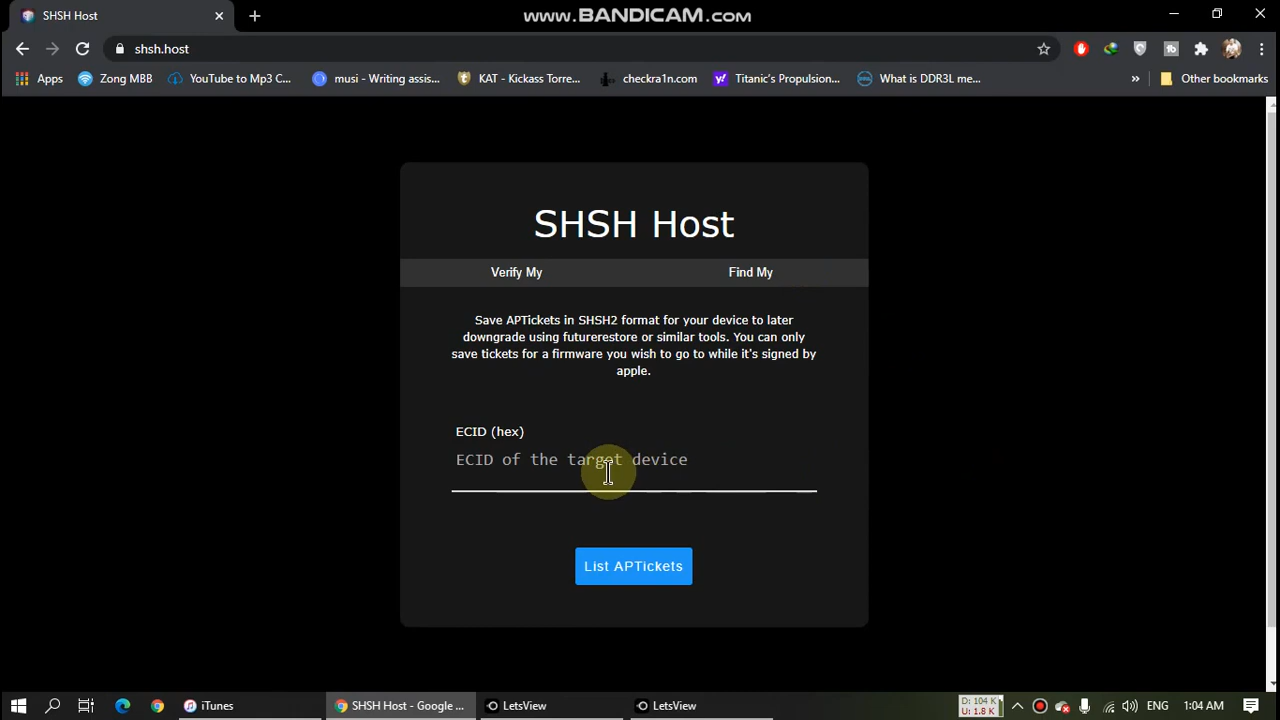 www.BANDICAM.com
SHSH Host
shsh.host
Apps
Zong MBB
YouTube to Mp3 C...
musi - Writing assis...
KAT - Kickass Torre...
checkra1n.com
Titanic's Propulsion...
What is DDR3L me...
»
Other bookmarks
SHSH Host
Verify My
Find My
Save APTickets in SHSH2 format for your device to later
downgrade using futurerestore or similar tools. You can only
save tickets for a firmware you wish to go to while it's signed by
apple.
ECID (hex)
ECID of the target device
List APTickets
iTunes
SHSH Host - Google ...
LetsView
LetsView
D: 104 K
U: 1.8 K
ENG
1:04 AM